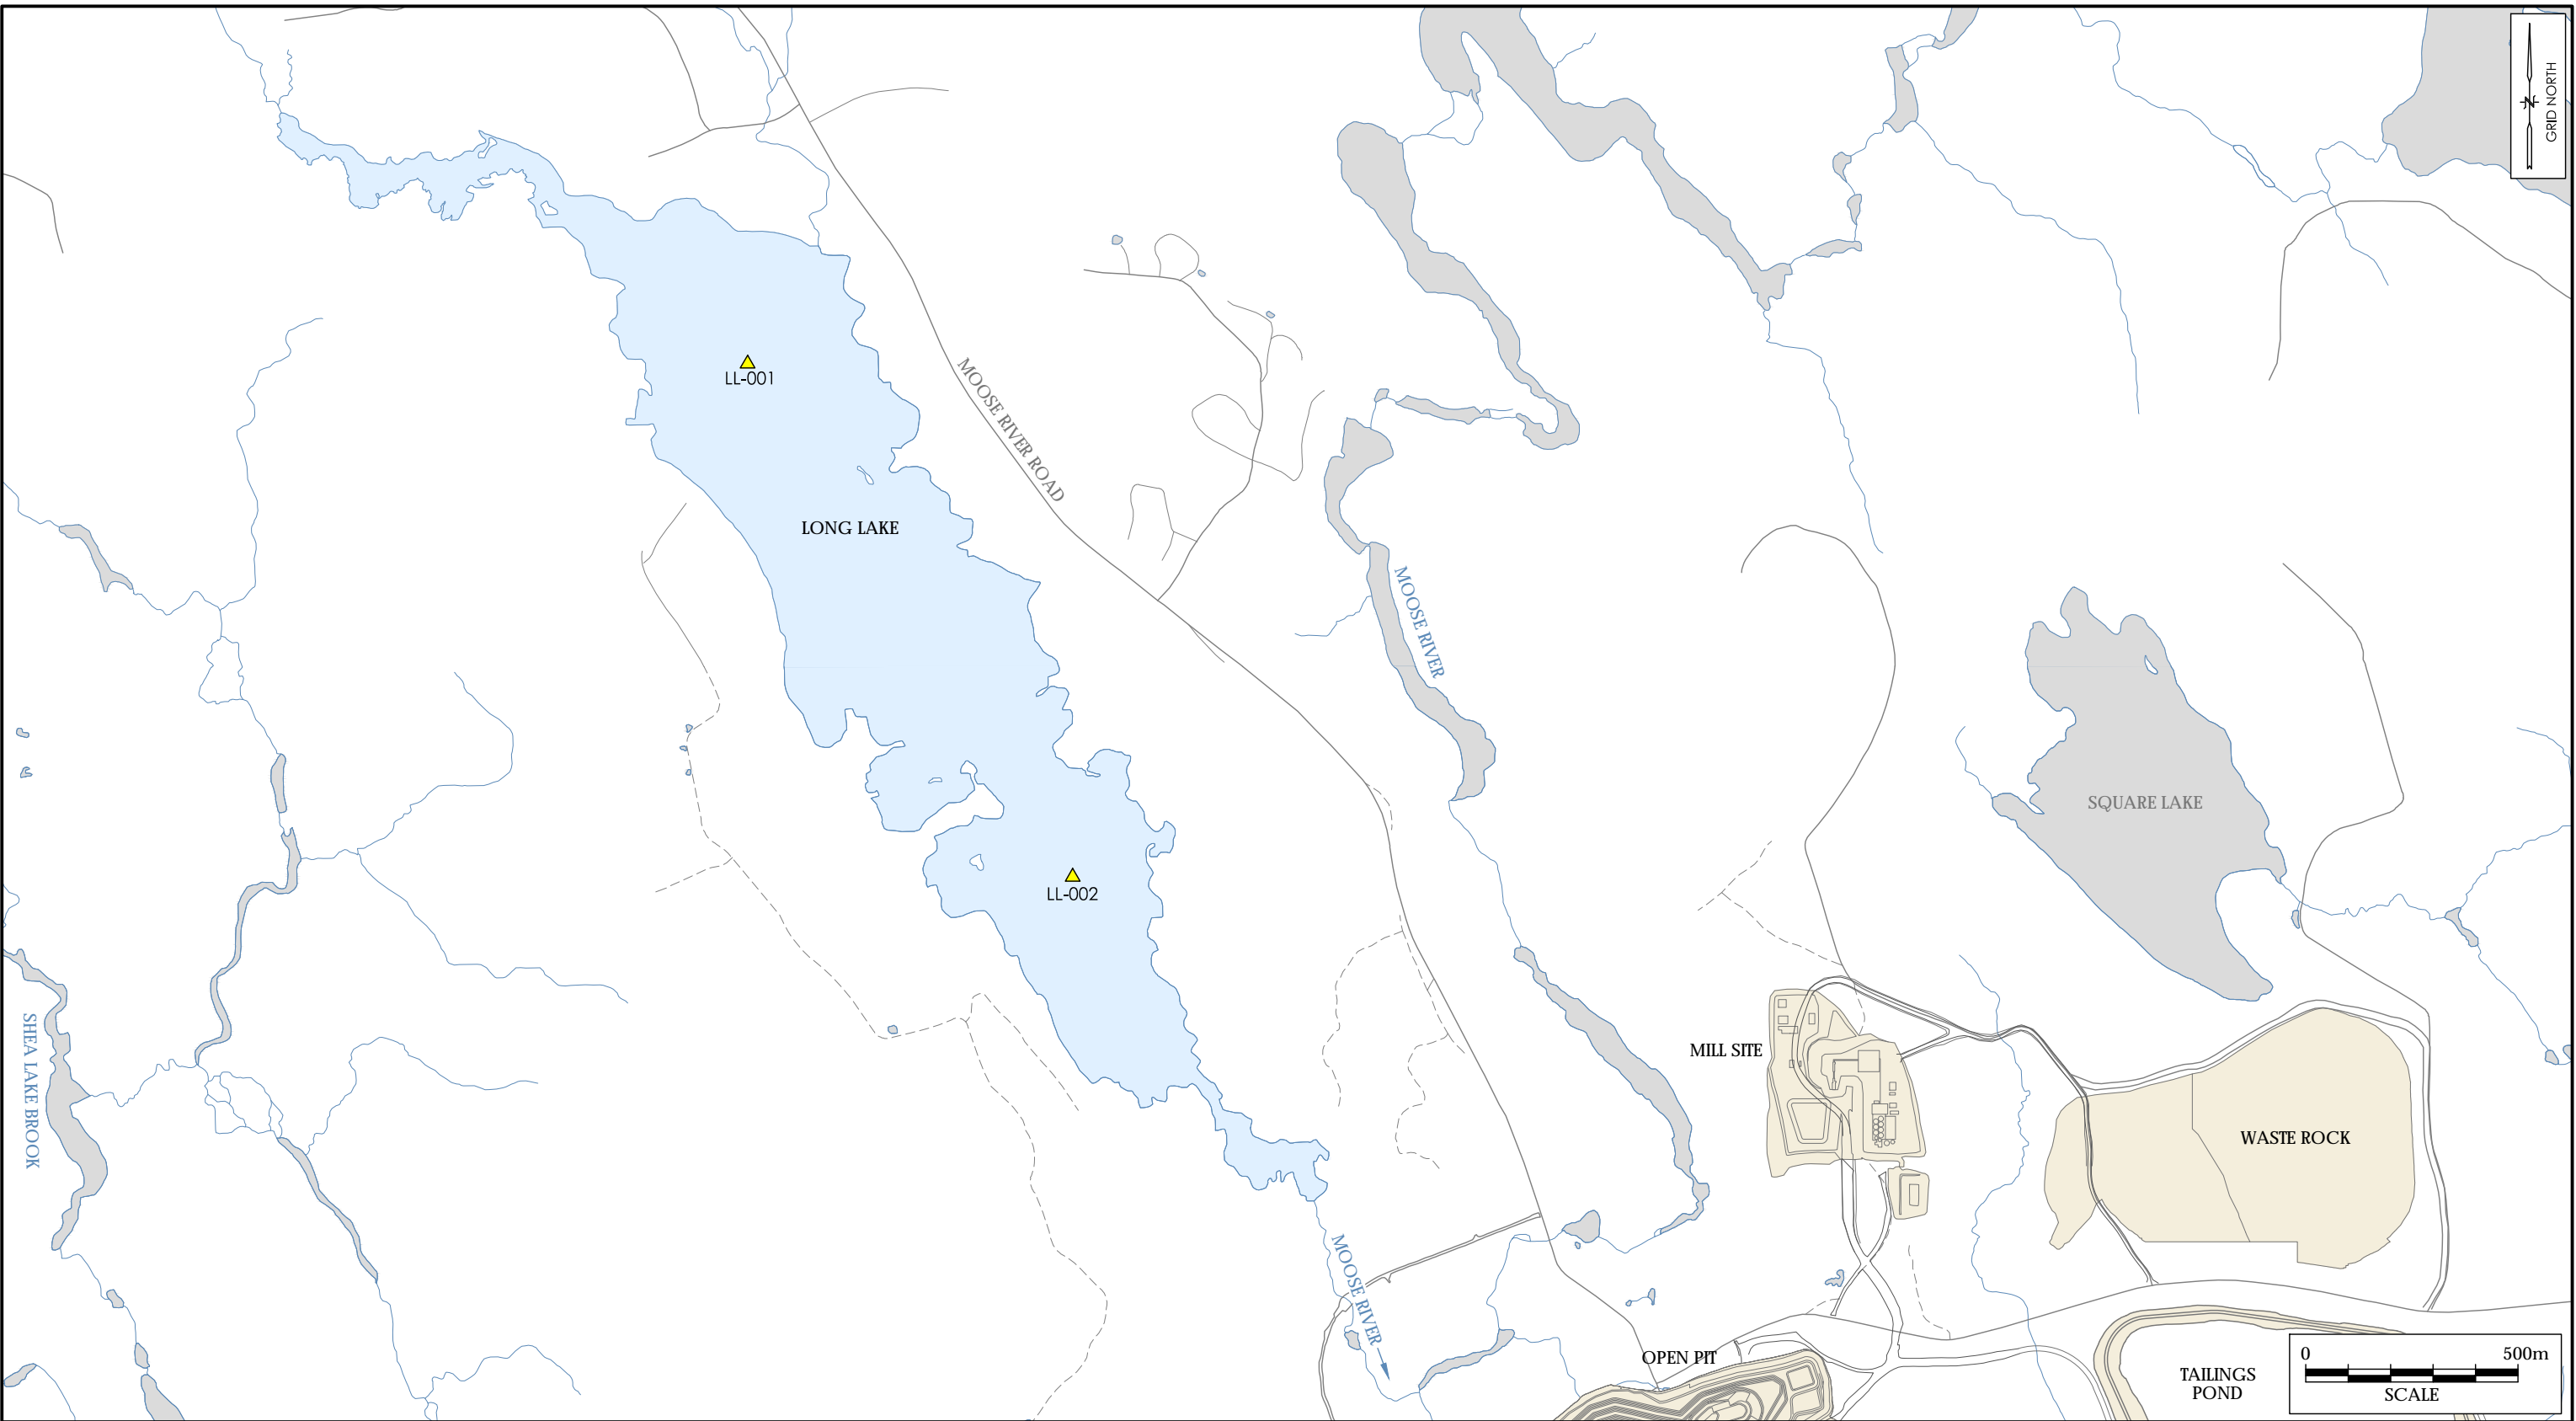 N
GRID NORTH
LL-001
MOOSE RIVER ROAD
LONG LAKE
MOOSE RIVER
SQUARE LAKE
LL-002
SHEA LAKE BROOK
MILL SITE
WASTE ROCK
MOOSE RIVER
OPEN PIT
TAILINGS
POND
0 500m
SCALE